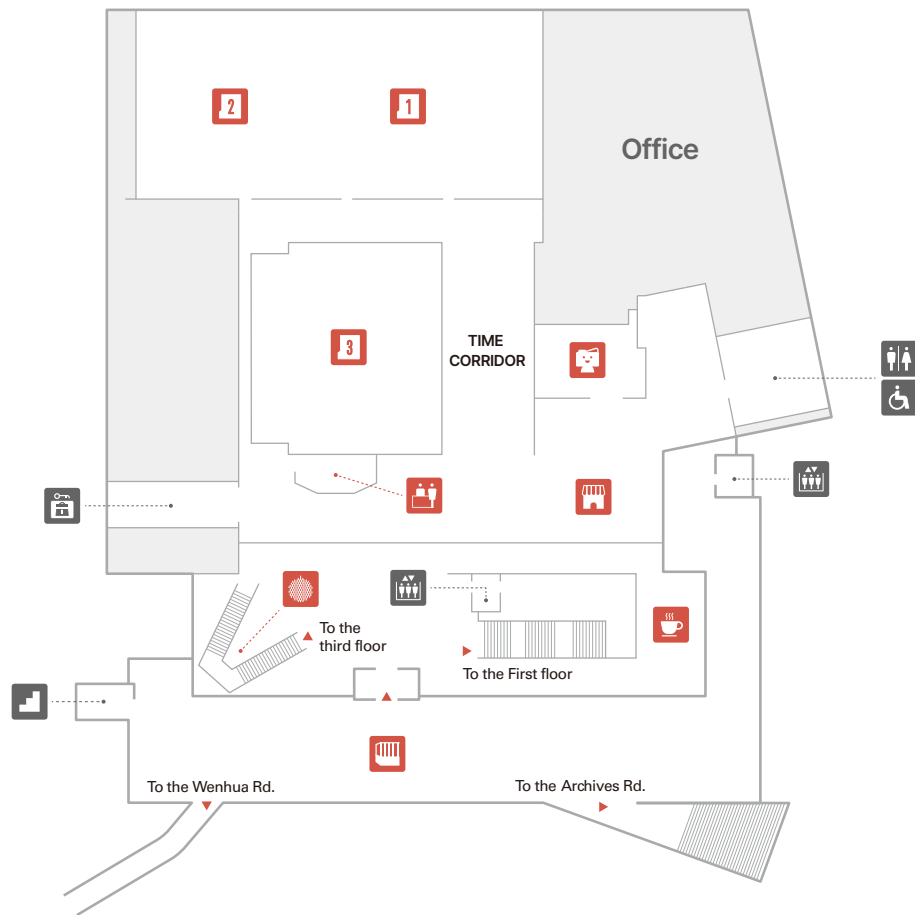 2
1
Office
3
TIME
CORRIDOR
To the
third floor
To the First floor
To the Wenhua Rd.
To the Archives Rd.